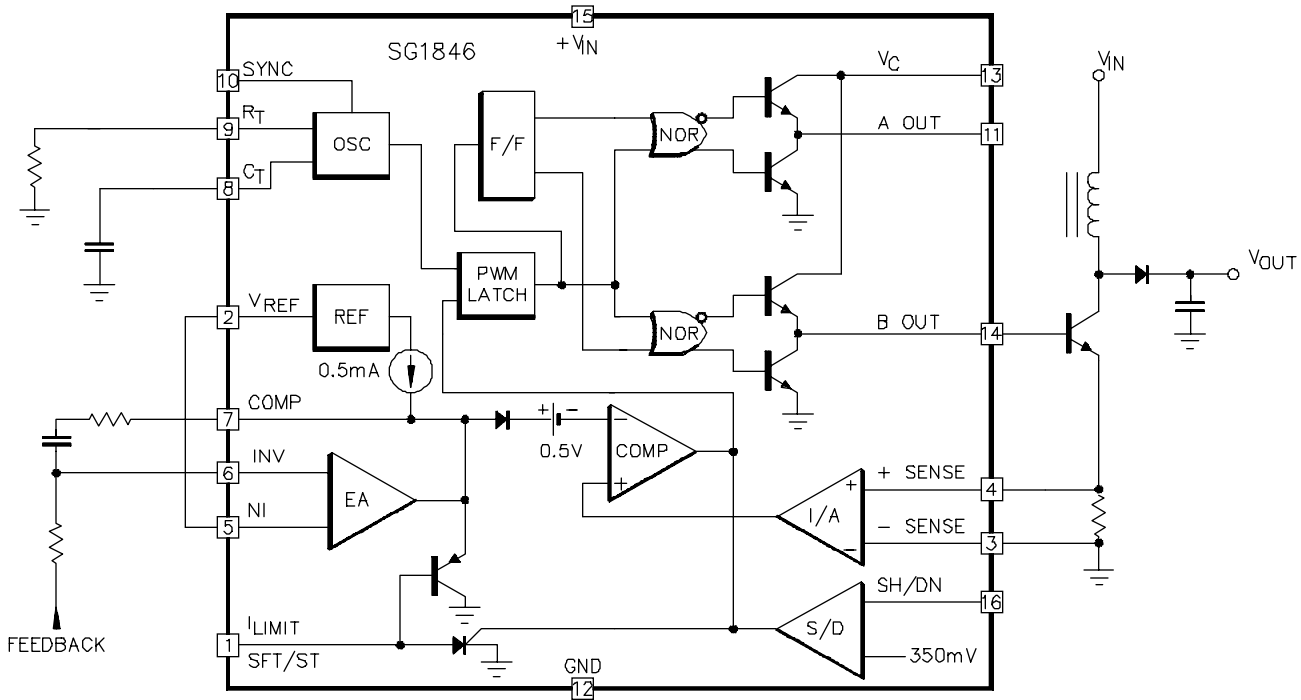 15
+VIN
SG1846
10 SYNC
VC
13
VIN
RT
9
OSC
F/F
NOR
A OUT
11
CT
8
PWM
LATCH
VOUT
VREF
2
REF
NOR
B OUT
14
0.5mA
COMP
7
+ -
0.5V
-
COMP
+
INV
6
EA
NI
5
+ SENSE
4
+
I/A
-
- SENSE
3
SH/DN
16
S/D
350mV
ILIMIT
1
SFT/ST
FEEDBACK
GND
12